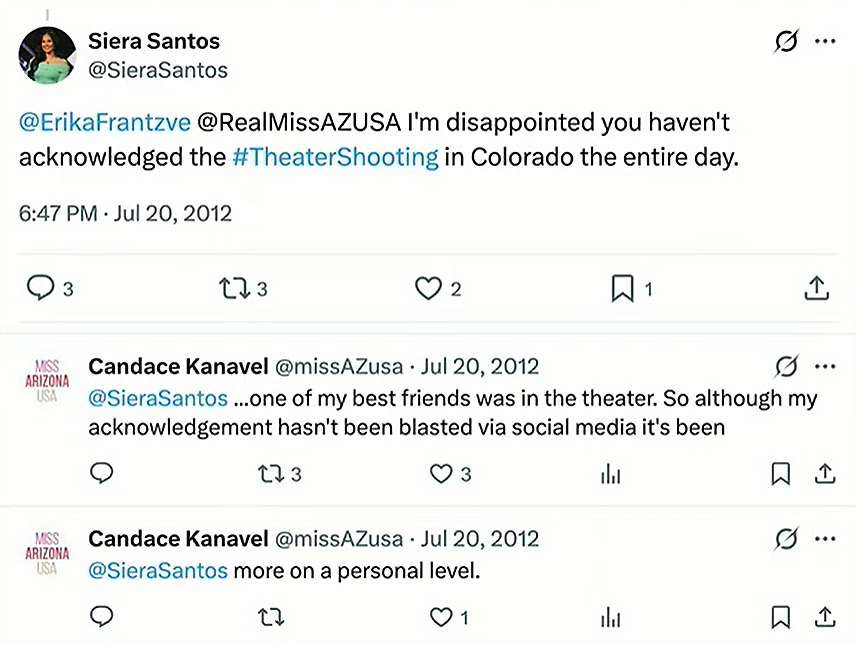 Siera Santos
@SieraSantos
@ErikaFrantzve @RealMissAZUSA I'm disappointed you haven't
acknowledged the #TheaterShooting in Colorado the entire day.
6:47 PM · Jul 20, 2012
3 3 2 1
MISS
ARIZONA
USA
Candace Kanavel @missAZusa · Jul 20, 2012
@SieraSantos ...one of my best friends was in the theater. So although my
acknowledgement hasn't been blasted via social media it's been
3 3
MISS
ARIZONA
USA
Candace Kanavel @missAZusa · Jul 20, 2012
@SieraSantos more on a personal level.
1